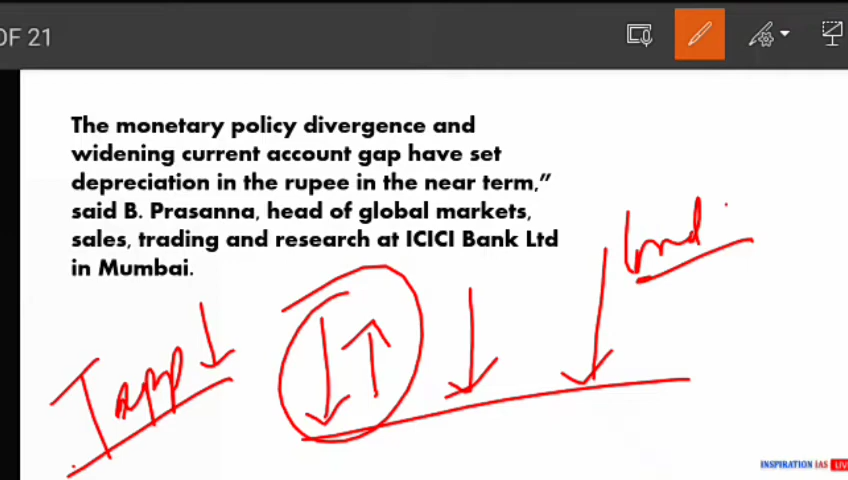 OF 21
The monetary policy divergence and
widening current account gap have set
depreciation in the rupee in the near term,”
said B. Prasanna, head of global markets,
sales, trading and research at ICICI Bank Ltd
in Mumbai.
INSPIRATION IAS LIV